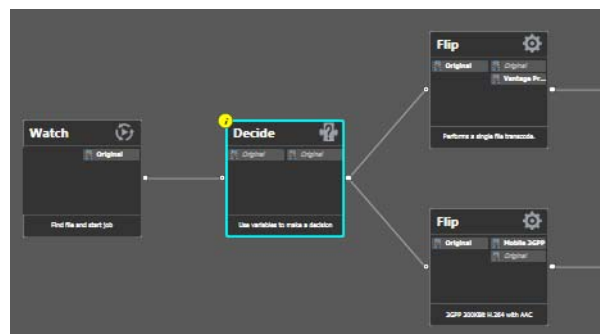 Flip
Original Original
Vantage Pr...
Performs a single file transcode.
Watch
Original
Find file and start job
i
Decide
?
Original Original
Use variables to make a decision
Flip
Original Mobile 3GPP
Original
3GPP 200KBit H.264 with AAC